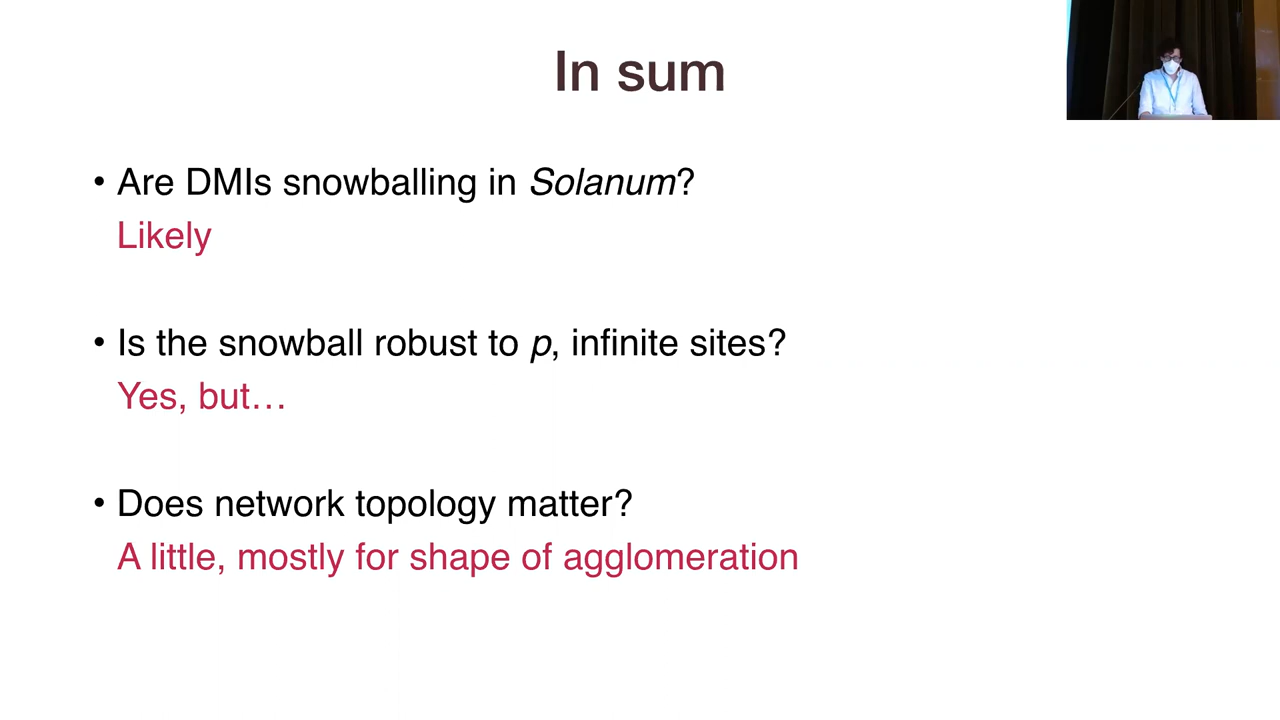 In sum
• Are DMIs snowballing in Solanum?
Likely
• Is the snowball robust to p, infinite sites?
Yes, but…
• Does network topology matter?
A little, mostly for shape of agglomeration